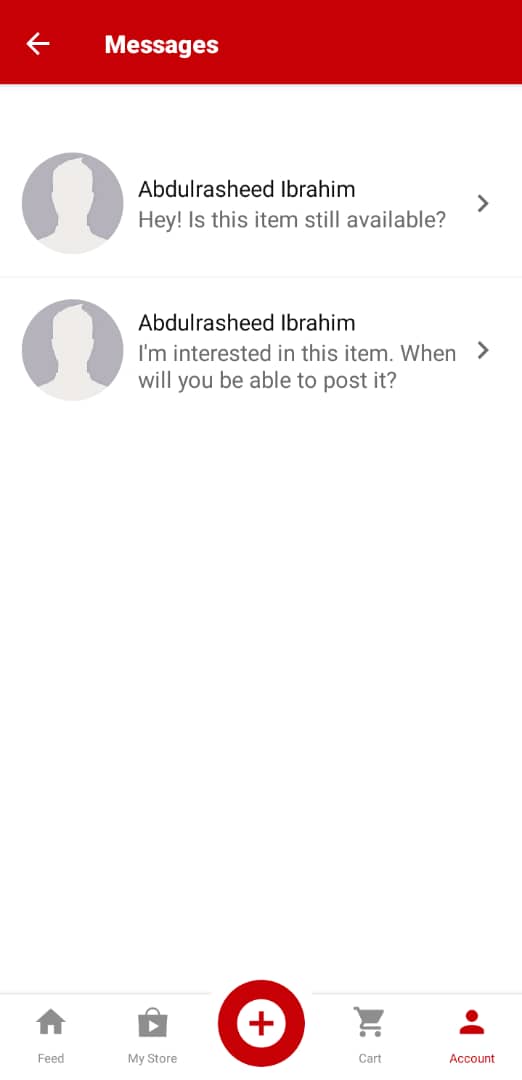 Messages
Abdulrasheed Ibrahim
Hey! Is this item still available?
Abdulrasheed Ibrahim
I'm interested in this item. When
will you be able to post it?
Feed
My Store
Cart
Account